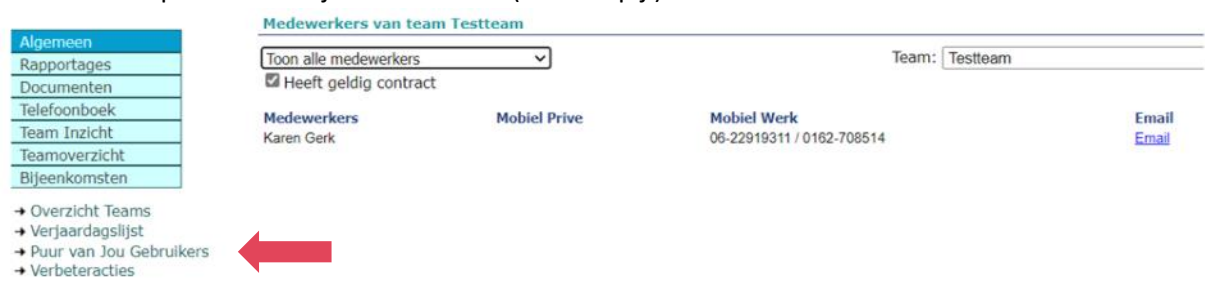 Medewerkers van team Testteam
Algemeen
Rapportages
Documenten
Telefoonboek
Team Inzicht
Teamoverzicht
Bijeenkomsten
→ Overzicht Teams
→ Verjaardagslijst
→ Puur van Jou Gebruikers
→ Verbeteracties
Toon alle medewerkers
Team: Testteam
Heeft geldig contract
Medewerkers Mobiel Prive Mobiel Werk Email
Karen Gerk 06-22919311 / 0162-708514 Email